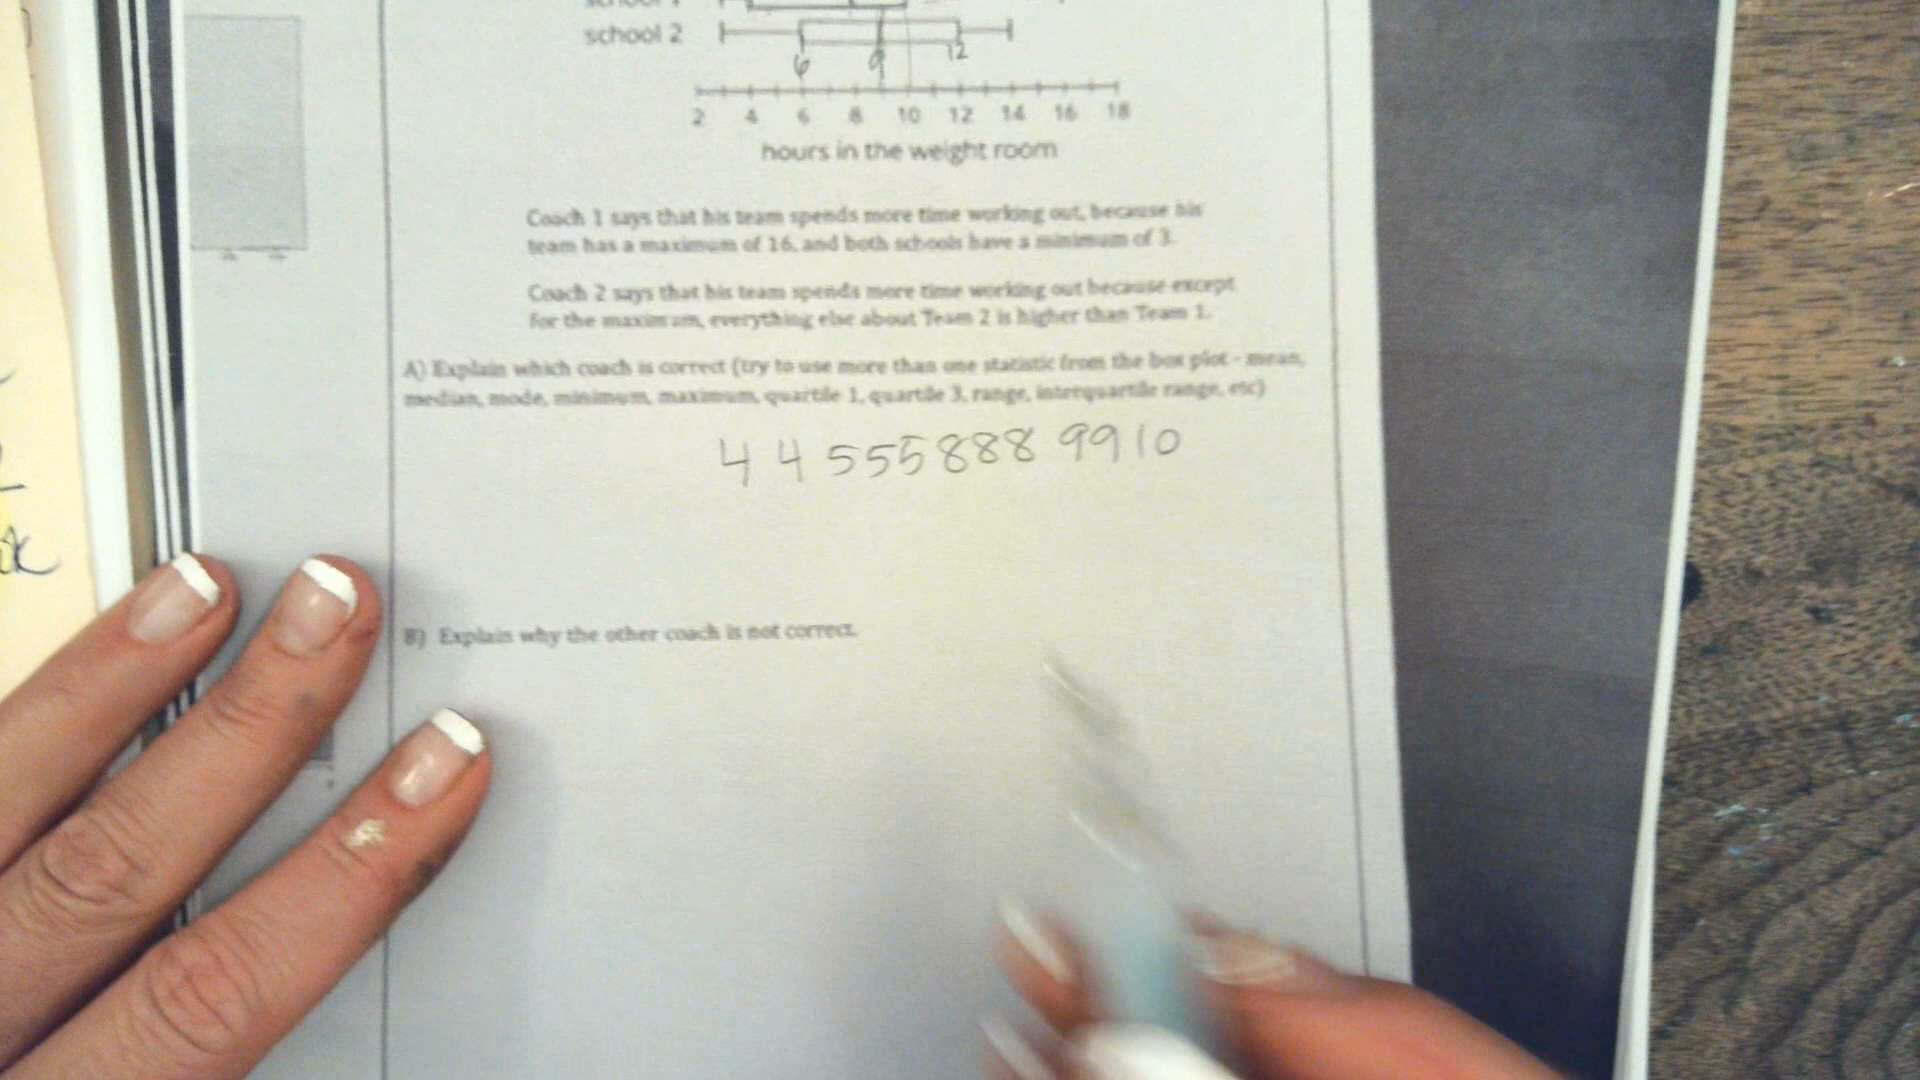 school 2
6 9 12
2 4 6 8 10 12 14 16 18
hours in the weight room
Coach 1 says that his team spends more time working out, because his
team has a maximum of 16, and both schools have a minimum of 3.
Coach 2 says that his team spends more time working out because except
for the maximum, everything else about Team 2 is higher than Team 1.
A) Explain which coach is correct (try to use more than one statistic from the box plot - mean,
median, mode, minimum, maximum, quartile 1, quartile 3, range, interquartile range, etc)
4 4 5 5 5 8 8 8 9 9 10
B) Explain why the other coach is not correct.